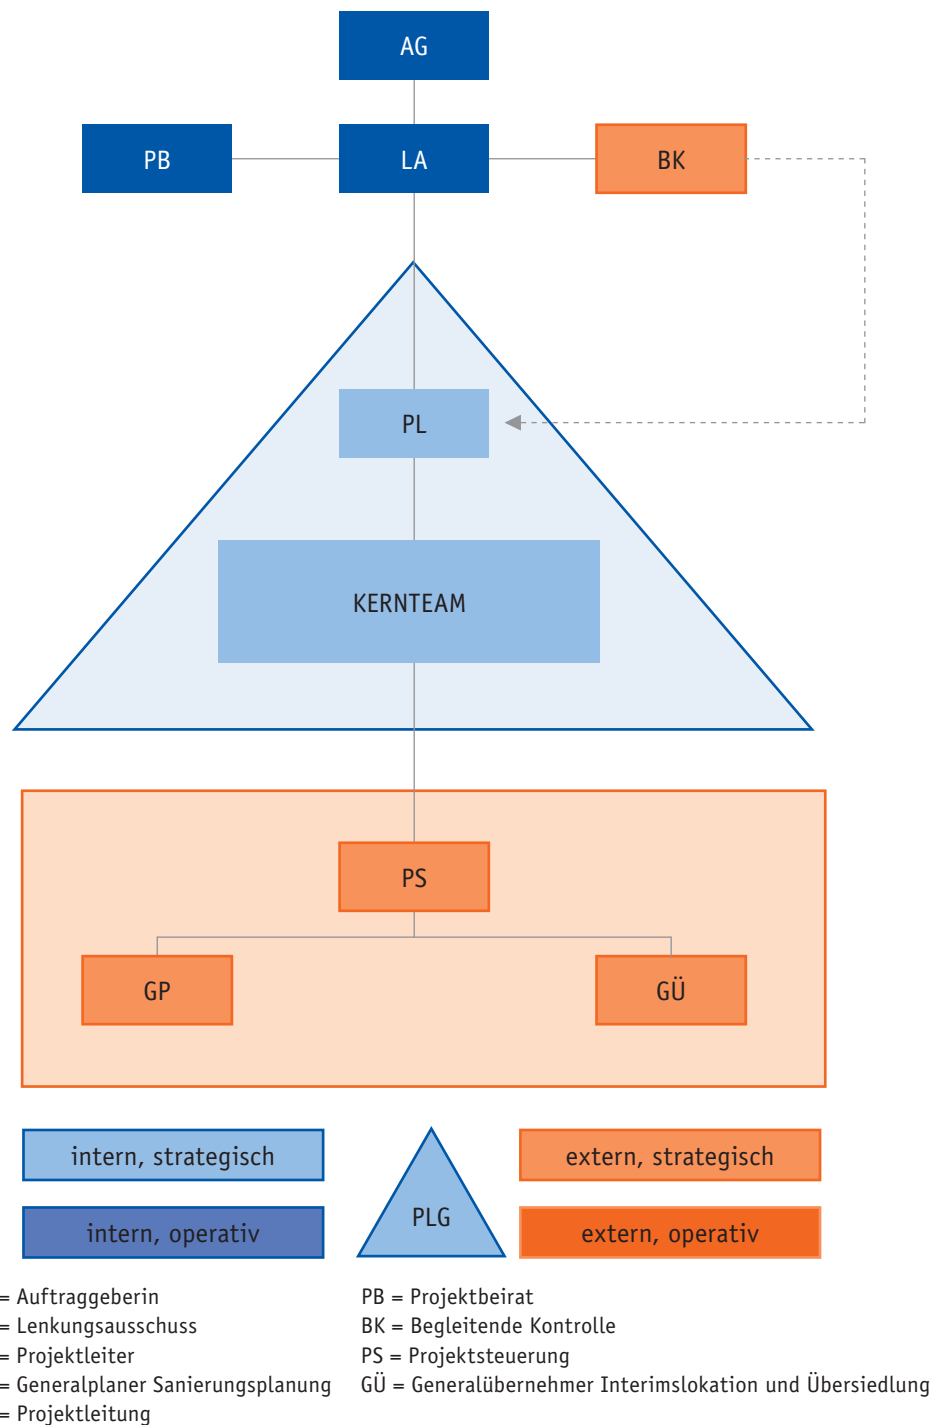 AG
PB LA BK
PL
KERNTEAM
PS
GP GÜ
intern, strategisch extern, strategisch
PLG
intern, operativ extern, operativ
= Auftraggeberin PB = Projektbeirat
= Lenkungsausschuss BK = Begleitende Kontrolle
= Projektleiter PS = Projektsteuerung
= Generalplaner Sanierungsplanung GÜ = Generalübernehmer Interimslokation und Übersiedlung
= Projektleitung